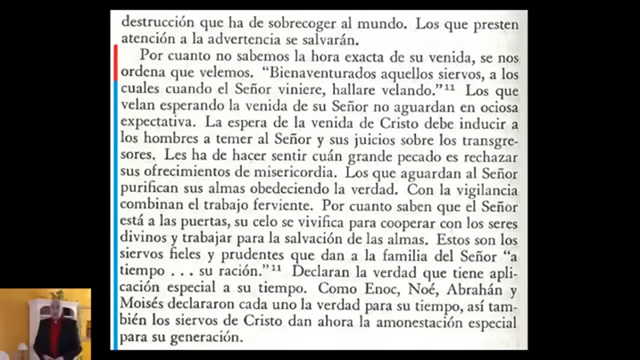 destrucción que ha de sobrecoger al mundo. Los que presten
atención a la advertencia se salvarán.
Por cuanto no sabemos la hora exacta de su venida, se nos
ordena que velemos. “Bienaventurados aquellos siervos, a los
cuales cuando el Señor viniere, hallare velando.”¹¹ Los que
velan esperando la venida de su Señor no aguardan en ociosa
expectativa. La espera de la venida de Cristo debe inducir a
los hombres a temer al Señor y sus juicios sobre los transgre-
sores. Les ha de hacer sentir cuán grande pecado es rechazar
sus ofrecimientos de misericordia. Los que aguardan al Señor
purifican sus almas obedeciendo la verdad. Con la vigilancia
combinan el trabajo ferviente. Por cuanto saben que el Señor
está a las puertas, su celo se vivifica para cooperar con los seres
divinos y trabajar para la salvación de las almas. Estos son los
siervos fieles y prudentes que dan a la familia del Señor “a
tiempo . . . su ración.”¹¹ Declaran la verdad que tiene apli-
cación especial a su tiempo. Como Enoc, Noé, Abrahán y
Moisés declararon cada uno la verdad para su tiempo, así tam-
bién los siervos de Cristo dan ahora la amonestación especial
para su generación.